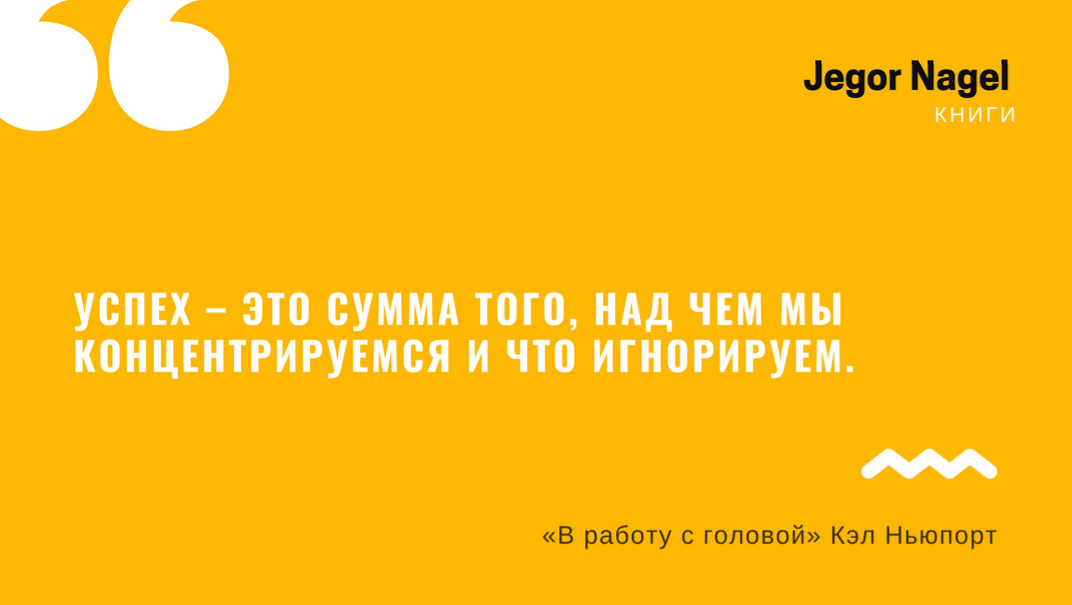 Jegor Nagel
КНИГИ
УСПЕХ – ЭТО СУММА ТОГО, НАД ЧЕМ МЫ
КОНЦЕНТРИРУЕМСЯ И ЧТО ИГНОРИРУЕМ.
«В работу с головой» Кэл Ньюпорт